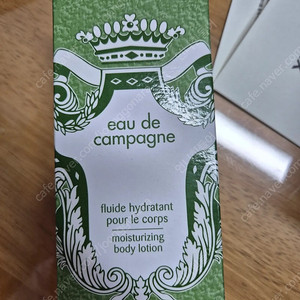 eau de
campagne
fluide hydratant
pour le corps
moisturizing
body lotion